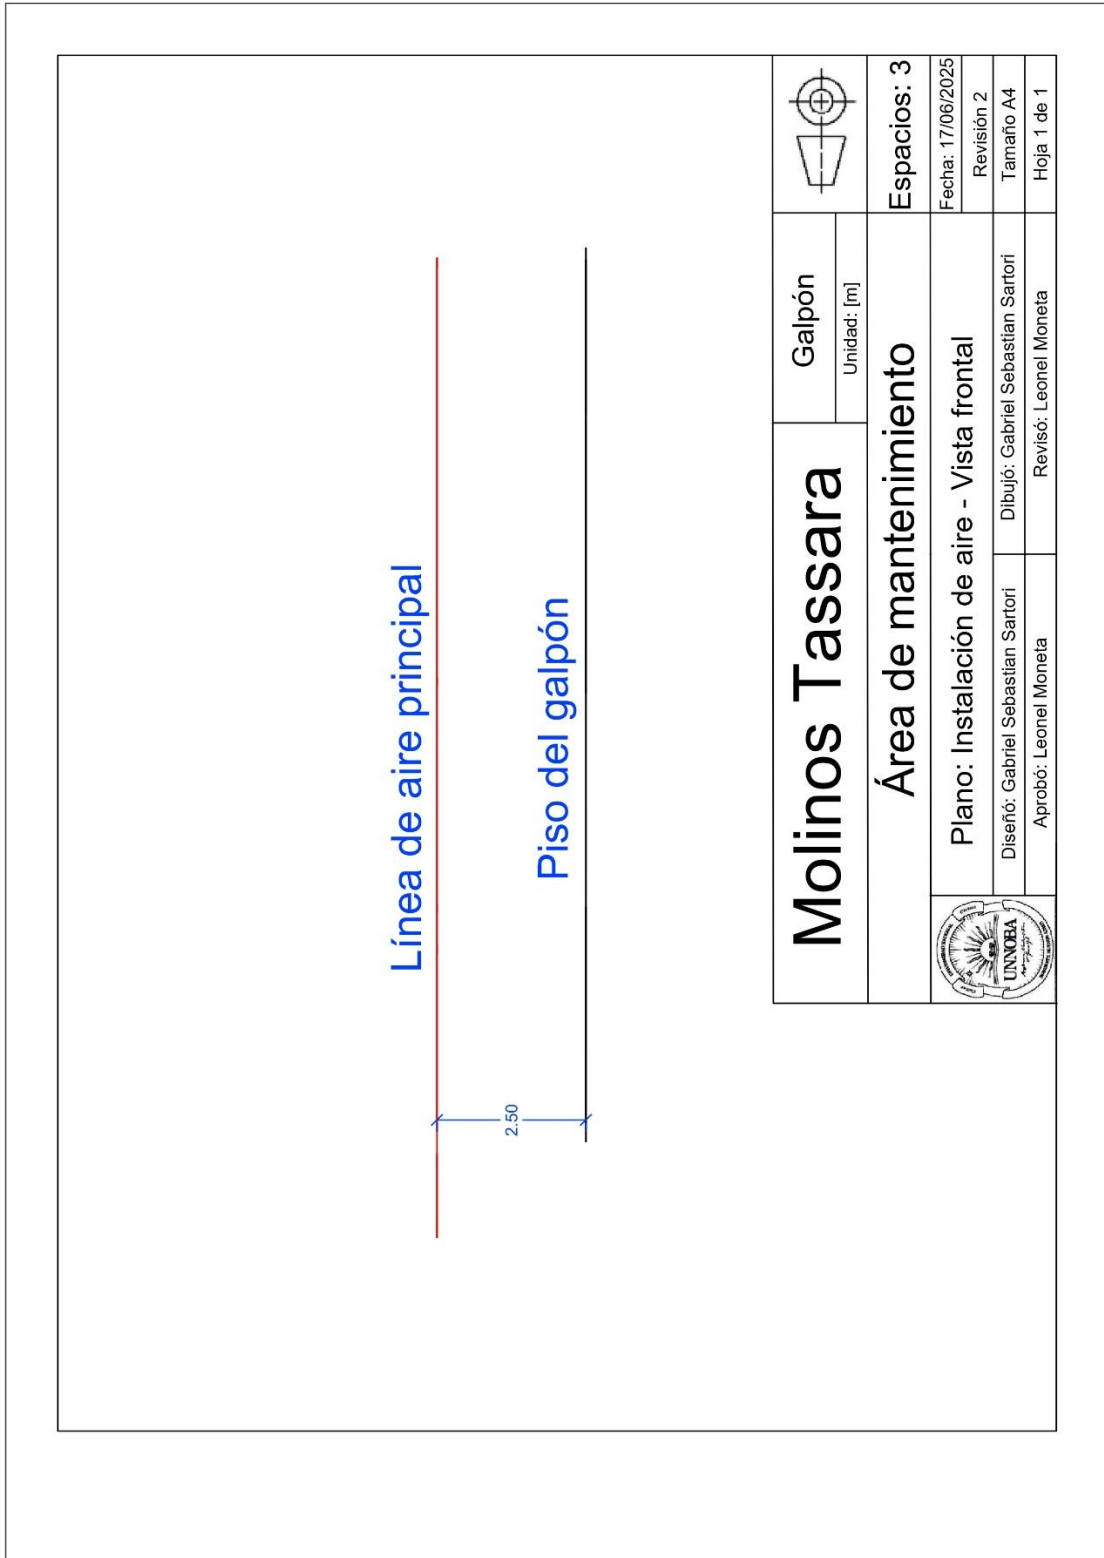 Línea de aire principal
Piso del galpón
2.50
Molinos Tassara
Galpón
Unidad: [m]
Área de mantenimiento
Espacios: 3
Plano: Instalación de aire - Vista frontal
Fecha: 17/06/2025
Revisión 2
Diseñó: Gabriel Sebastian Sartori
Dibujó: Gabriel Sebastian Sartori
Tamaño A4
Aprobó: Leonel Moneta
Revisó: Leonel Moneta
Hoja 1 de 1
UNNOBA